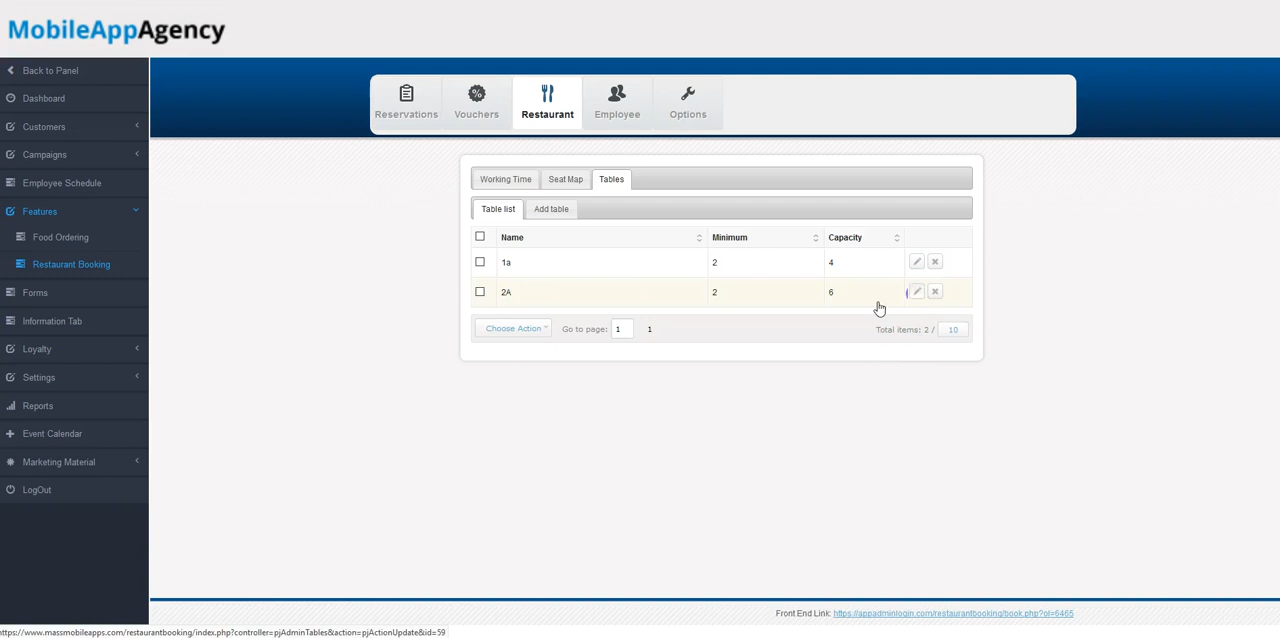 MobileAppAgency
Back to Panel
Dashboard
Customers
Campaigns
Employee Schedule
Features
Food Ordering
Restaurant Booking
Forms
Information Tab
Loyalty
Settings
Reports
Event Calendar
Marketing Material
LogOut
Reservations Vouchers Restaurant Employee Options
Working Time Seat Map Tables
Table list Add table
Name Minimum Capacity
1a 2 4
2A 2 6
Choose Action Go to page: 1 1 Total items: 2 / 10
Front End Link: https://appadminlogin.com/restaurantbooking/book.php?ol=6465
https://www.massmobileapps.com/restaurantbooking/index.php?controller=pjAdminTables&action=pjActionUpdate&id=59